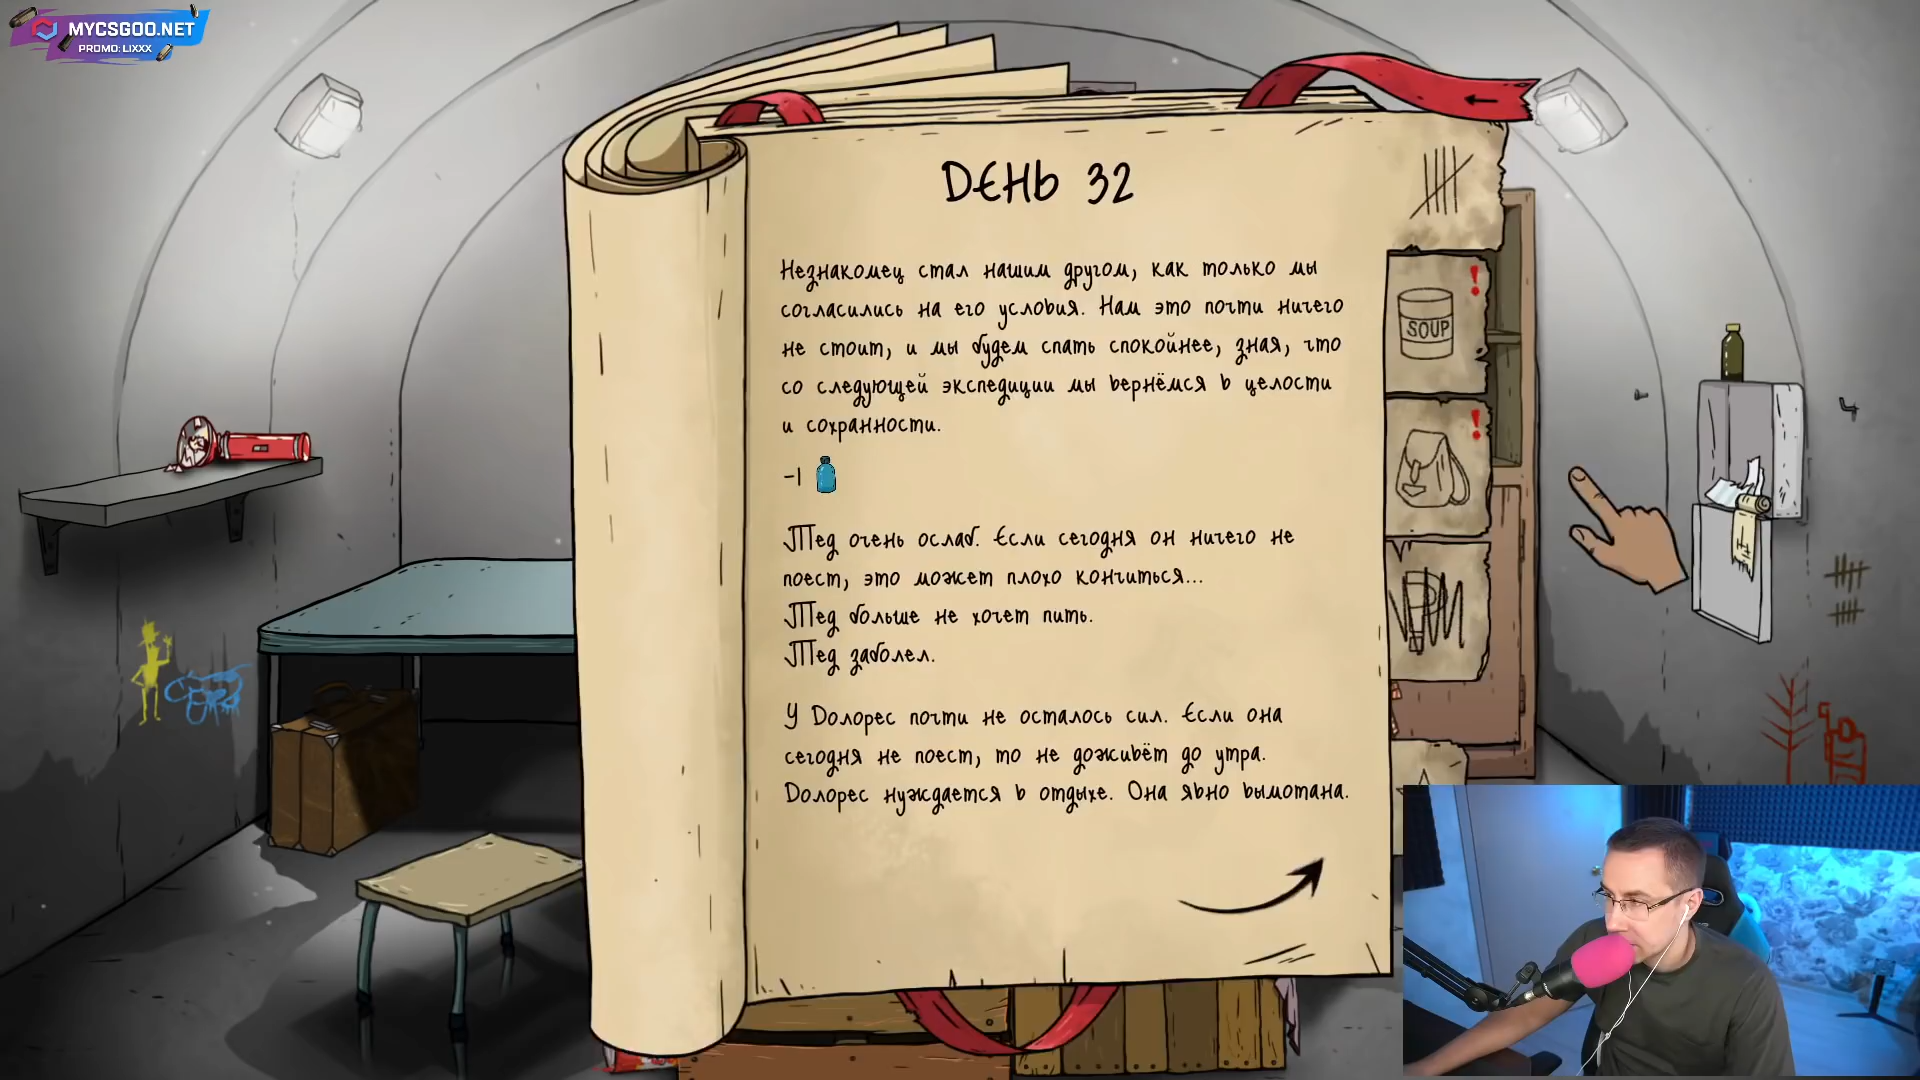 MYCSGOO.NET
PROMO: LIXXX
ДЕНЬ 32
Незнакомец стал нашим другом, как только мы
согласились на его условия. Нам это почти ничего
не стоит, и мы будем спать спокойнее, зная, что
со следующей экспедиции мы вернёмся в целости
и сохранности.
-1
Тед очень ослаб. Если сегодня он ничего не
поест, это может плохо кончиться...
Тед больше не хочет пить.
Тед заболел.
У Долорес почти не осталось сил. Если она
сегодня не поест, то не доживёт до утра.
Долорес нуждается в отдыхе. Она явно вымотана.
!
SOUP
!